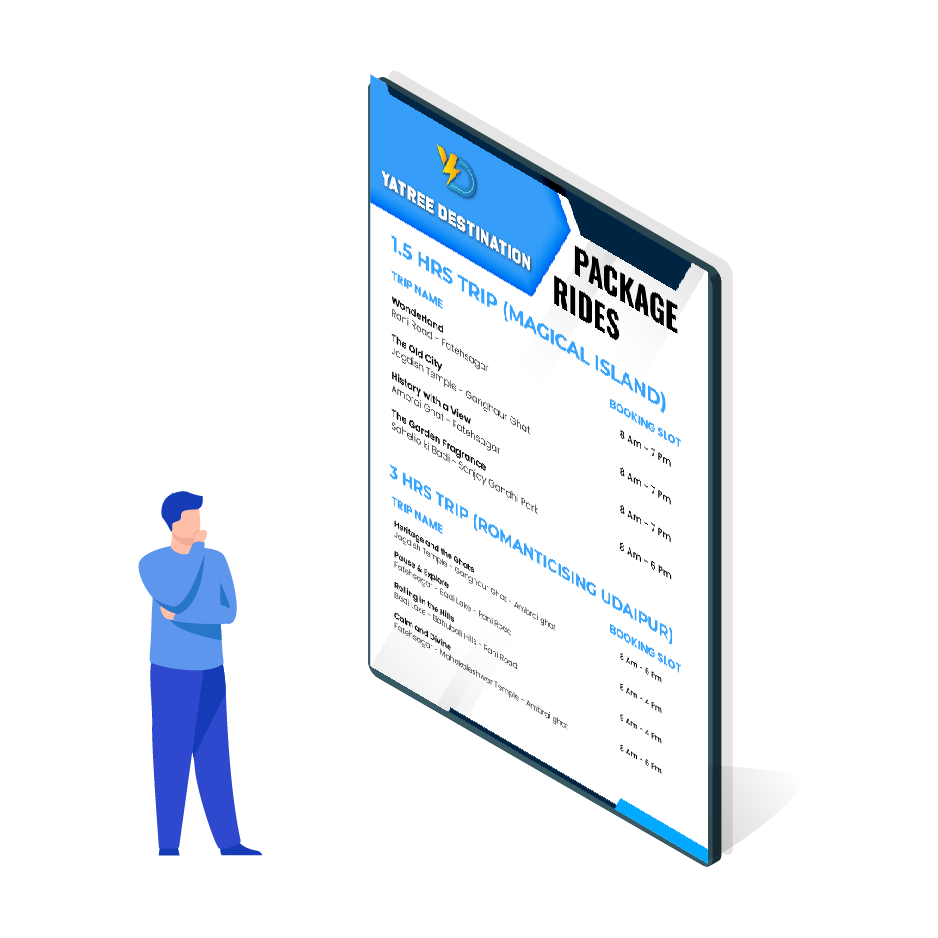 YATREE DESTINATION
PACKAGE
RIDES
1.5 HRS TRIP (MAGICAL ISLAND)
TRIP NAME
BOOKING SLOT
Wonderland
Rani Road - Fatehsagar
8 Am - 7 Pm
The Old City
Jagdish Temple - Ganghaur Ghat
8 Am - 7 Pm
History with a View
Ambrai Ghat - Fatehsagar
8 Am - 7 Pm
The Garden Fragrance
Sahelio ki Badi - Sanjay Gandhi Park
8 Am - 6 Pm
3 HRS TRIP (ROMANTICISING UDAIPUR)
TRIP NAME
BOOKING SLOT
Heritage and the Ghats
Jagdish Temple - Ganghaur Ghat - Ambrai ghat
8 Am - 6 Pm
Pause & Explore
Fatehsagar - Badi Lake - Rani Road
8 Am - 4 Pm
Rolling in the Hills
Badi Lake - Bahubali Hills - Rani Road
Am - 4 Pm
Calm and Divine
Fatehsagar - Mahakaleshwar Temple - Ambrai ghat
8 Am - 6 Pm